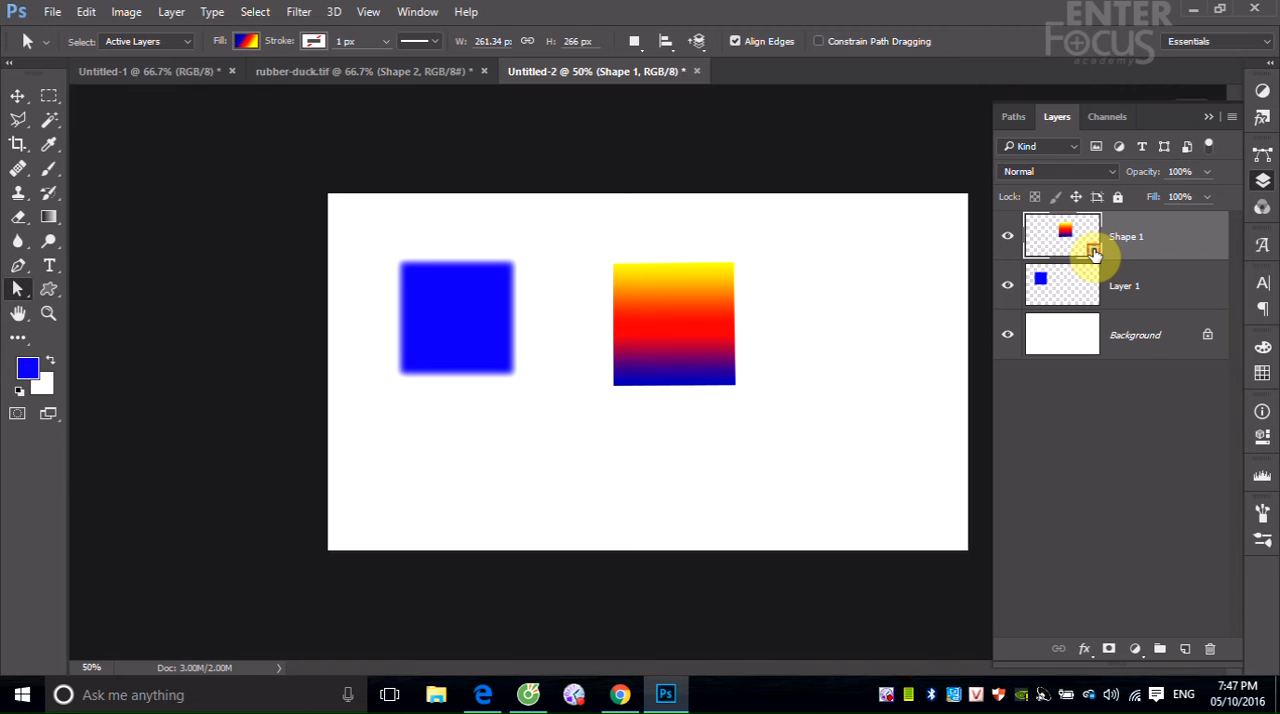 Ps File Edit Image Layer Type Select Filter 3D View Window Help
ENTER
FOCUS
academy
Select: Active Layers Fill: Stroke: 1 px W: 261.34 p: H: 266 px Align Edges Constrain Path Dragging Essentials
Untitled-1 @ 66.7% (RGB/8) * × rubber-duck.tif @ 66.7% (Shape 2, RGB/8#) * × Untitled-2 @ 50% (Shape 1, RGB/8) * ×
Paths Layers Channels
Kind
Normal Opacity: 100%
Lock: Fill: 100%
Shape 1
Layer 1
Background
50% Doc: 3.00M/2.00M
Ask me anything
ENG
7:47 PM
05/10/2016